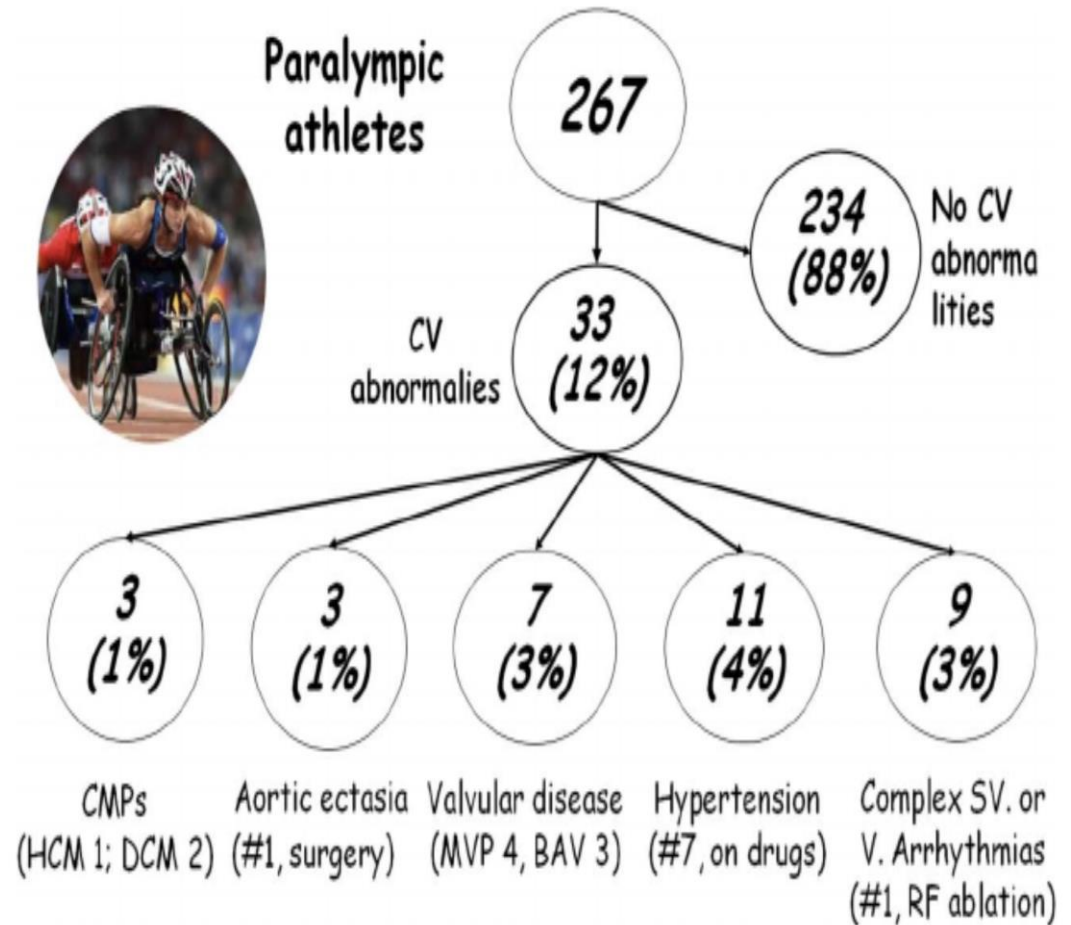 Paralympic
athletes
267
234
(88%)
No CV
abnorma
lities
33
(12%)
CV
abnormalies
3
(1%)
3
(1%)
7
(3%)
11
(4%)
9
(3%)
CMPs
(HCM 1; DCM 2)
Aortic ectasia
(#1, surgery)
Valvular disease
(MVP 4, BAV 3)
Hypertension
(#7, on drugs)
Complex SV. or
V. Arrhythmias
(#1, RF ablation)